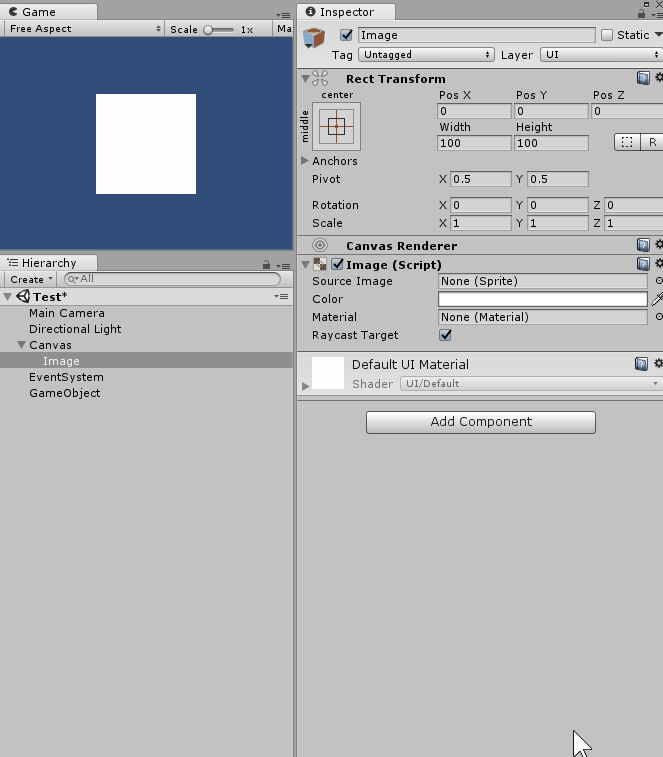 Game
Free Aspect Scale 1x Ma
Hierarchy
Create All
Test*
Main Camera
Directional Light
Canvas
Image
EventSystem
GameObject
Inspector
Image Static
Tag Untagged Layer UI
Rect Transform
center
middle
Pos X Pos Y Pos Z
0 0 0
Width Height
100 100 R
Anchors
Pivot X 0.5 Y 0.5
Rotation X 0 Y 0 Z 0
Scale X 1 Y 1 Z 1
Canvas Renderer
Image (Script)
Source Image None (Sprite)
Color
Material None (Material)
Raycast Target
Default UI Material
Shader UI/Default
Add Component